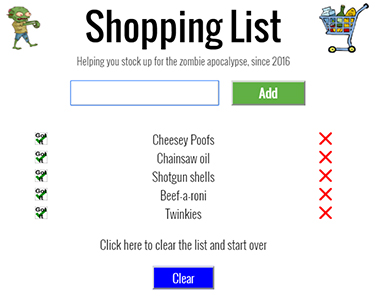 Shopping List
Helping you stock up for the zombie apocalypse, since 2016
Add
Got Cheesey Poofs
Got Chainsaw oil
Got Shotgun shells
Got Beef-a-roni
Got Twinkies
Click here to clear the list and start over
Clear